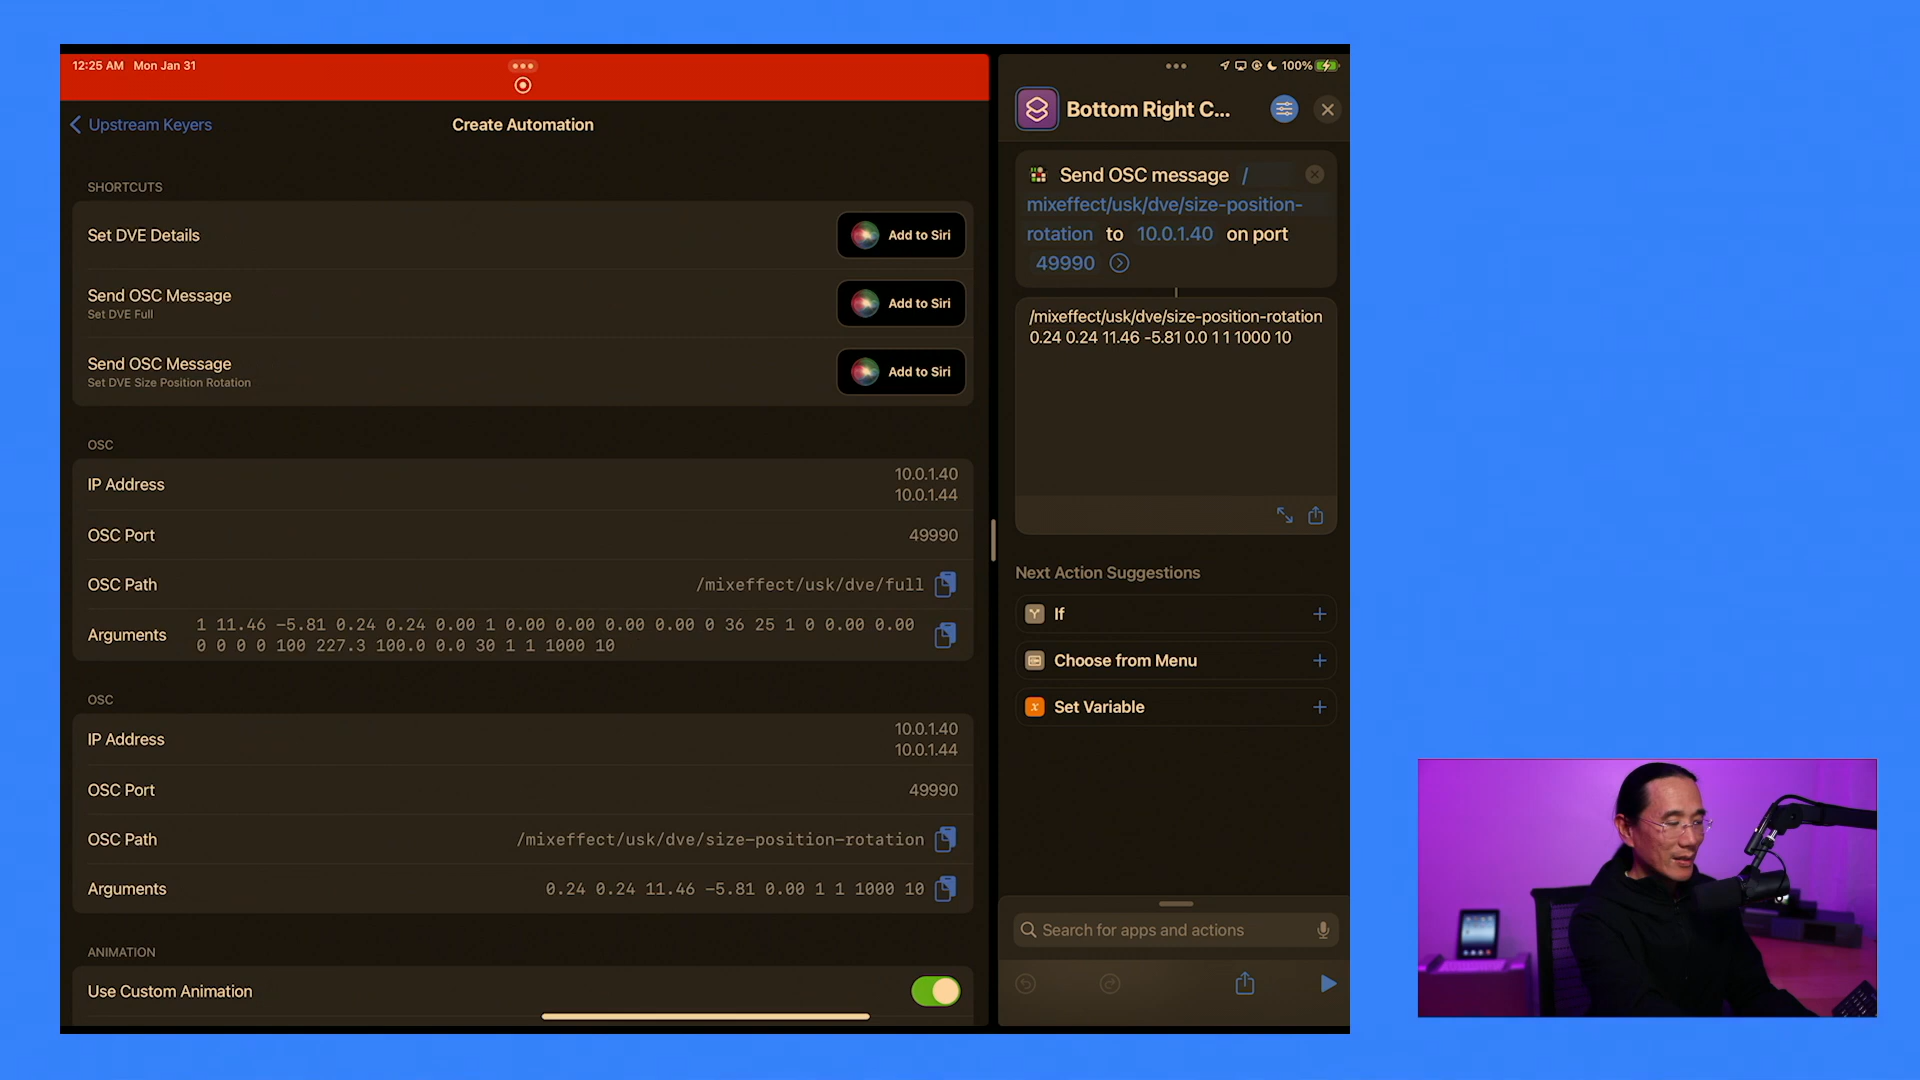 12:25 AM Mon Jan 31
Upstream Keyers
Create Automation
SHORTCUTS
Set DVE Details
Add to Siri
Send OSC Message
Set DVE Full
Add to Siri
Send OSC Message
Set DVE Size Position Rotation
Add to Siri
OSC
IP Address
10.0.1.40
10.0.1.44
OSC Port
49990
OSC Path
/mixeffect/usk/dve/full
Arguments
1 11.46 -5.81 0.24 0.24 0.00 1 0.00 0.00 0.00 0.00 0 36 25 1 0 0.00 0.00
0 0 0 0 100 227.3 100.0 0.0 30 1 1 1000 10
OSC
IP Address
10.0.1.40
10.0.1.44
OSC Port
49990
OSC Path
/mixeffect/usk/dve/size-position-rotation
Arguments
0.24 0.24 11.46 -5.81 0.00 1 1 1000 10
ANIMATION
Use Custom Animation
100%
Bottom Right C...
Send OSC message /
mixeffect/usk/dve/size-position-
rotation to 10.0.1.40 on port
49990
/mixeffect/usk/dve/size-position-rotation
0.24 0.24 11.46 -5.81 0.0 1 1 1000 10
Next Action Suggestions
If
Choose from Menu
x Set Variable
Search for apps and actions